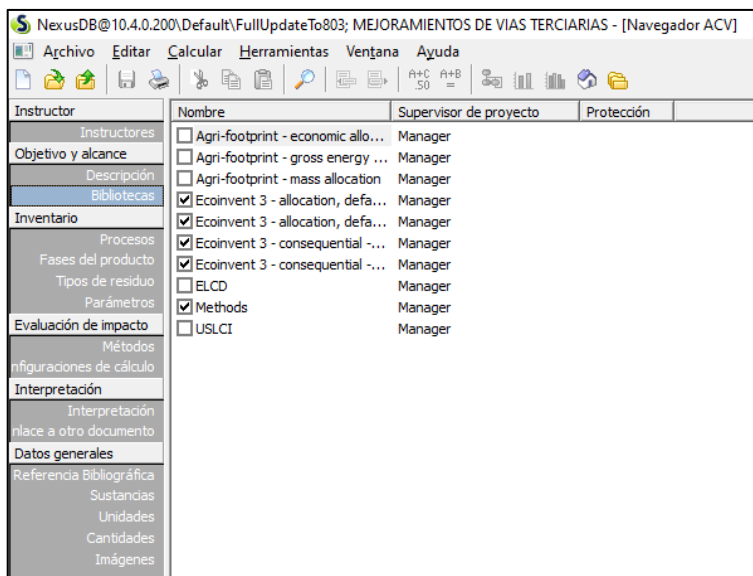 NexusDB@10.4.0.200\Default\FullUpdateTo803; MEJORAMIENTOS DE VIAS TERCIARIAS - [Navegador ACV]
Archivo Editar Calcular Herramientas Ventana Ayuda
A+C .50 A+B =
Instructor
Instructores
Objetivo y alcance
Descripción
Bibliotecas
Inventario
Procesos
Fases del producto
Tipos de residuo
Parámetros
Evaluación de impacto
Métodos
nfiguraciones de cálculo
Interpretación
Interpretación
nlace a otro documento
Datos generales
Referencia Bibliográfica
Sustancias
Unidades
Cantidades
Imágenes
Nombre Supervisor de proyecto Protección
Agri-footprint - economic allo... Manager
Agri-footprint - gross energy ... Manager
Agri-footprint - mass allocation Manager
Ecoinvent 3 - allocation, defa... Manager
Ecoinvent 3 - allocation, defa... Manager
Ecoinvent 3 - consequential -... Manager
Ecoinvent 3 - consequential -... Manager
ELCD Manager
Methods Manager
USLCI Manager